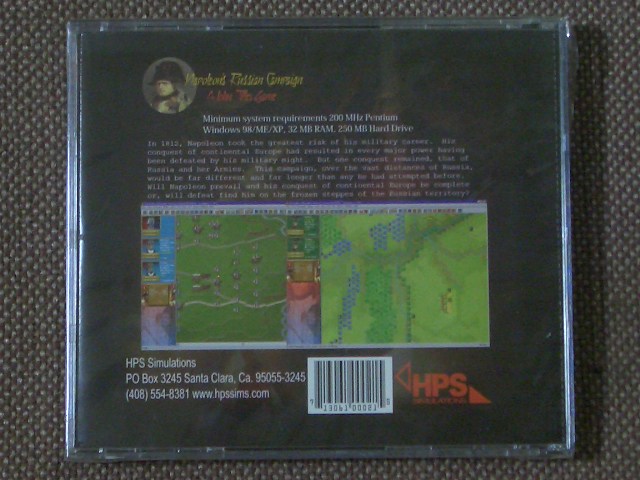 Napoleon's Russian Campaign
Minimum system requirements 200 MHz Pentium
Windows 98/ME/XP, 32 MB RAM, 250 MB Hard Drive
In 1812, Napoleon took the greatest risk of his military career. His
conquest of continental Europe had resulted in every major power having
been defeated by his military might. But one conquest remained, that of
Russia and her Armies. This campaign, over the vast distances of Russia,
would be far different and far longer than any he had attempted before.
Will Napoleon prevail and his conquest of continental Europe be complete
or, will defeat find him on the frozen steppes of the Russian territory?
HPS Simulations
PO Box 3245 Santa Clara, Ca. 95055-3245
(408) 554-8381 www.hpssims.com
HPS
SIMULATIONS